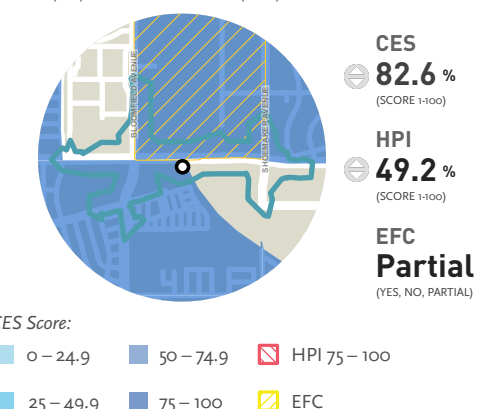 BLOOMFIELD AVENUE
SHOEMAKER AVENUE
CES
82.6 %
(SCORE 1-100)
HPI
49.2 %
(SCORE 1-100)
EFC
Partial
(YES, NO, PARTIAL)
CES Score:
0 – 24.9
50 – 74.9
HPI 75 – 100
25 – 49.9
75 – 100
EFC